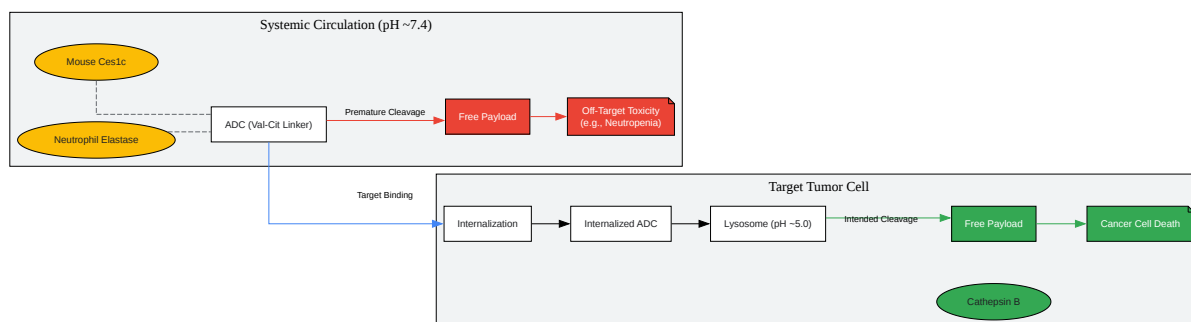 Systemic Circulation (pH ~7.4)
Mouse Ces1c
Neutrophil Elastase
ADC (Val-Cit Linker)
Premature Cleavage
Free Payload
Off-Target Toxicity
(e.g., Neutropenia)
Target Binding
Target Tumor Cell
Internalization
Internalized ADC
Lysosome (pH ~5.0)
Intended Cleavage
Free Payload
Cancer Cell Death
Cathepsin B